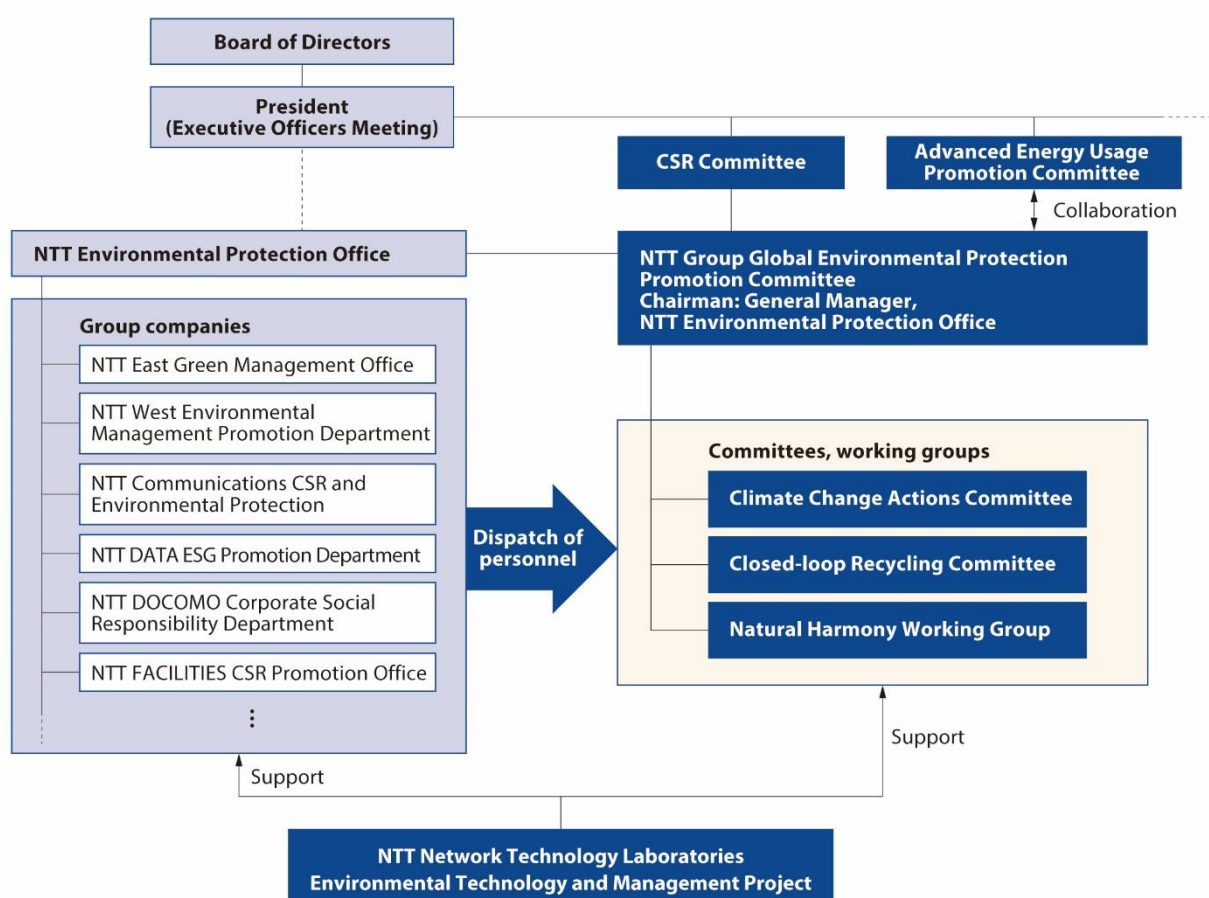 Board of Directors
President
(Executive Officers Meeting)
CSR Committee
Advanced Energy Usage
Promotion Committee
Collaboration
NTT Environmental Protection Office
NTT Group Global Environmental Protection
Promotion Committee
Chairman: General Manager,
NTT Environmental Protection Office
Group companies
NTT East Green Management Office
NTT West Environmental
Management Promotion Department
NTT Communications CSR and
Environmental Protection
NTT DATA ESG Promotion Department
NTT DOCOMO Corporate Social
Responsibility Department
NTT FACILITIES CSR Promotion Office
Dispatch of
personnel
Committees, working groups
Climate Change Actions Committee
Closed-loop Recycling Committee
Natural Harmony Working Group
Support
Support
NTT Network Technology Laboratories
Environmental Technology and Management Project